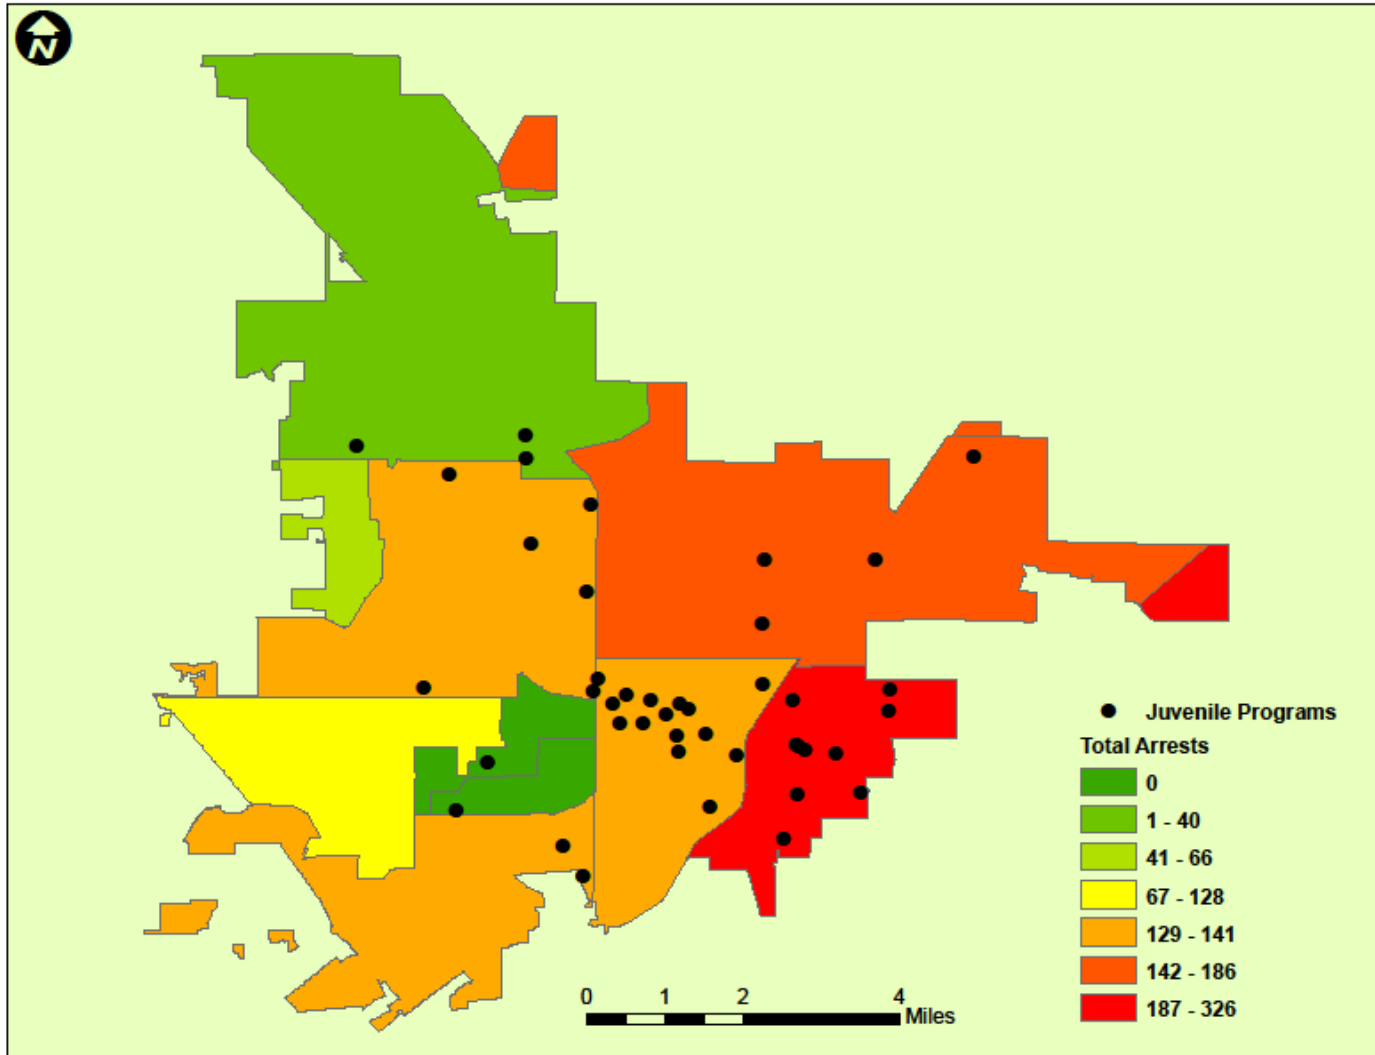 N
Juvenile Programs
Total Arrests
0
1 - 40
41 - 66
67 - 128
129 - 141
142 - 186
187 - 326
0 1 2 4
Miles